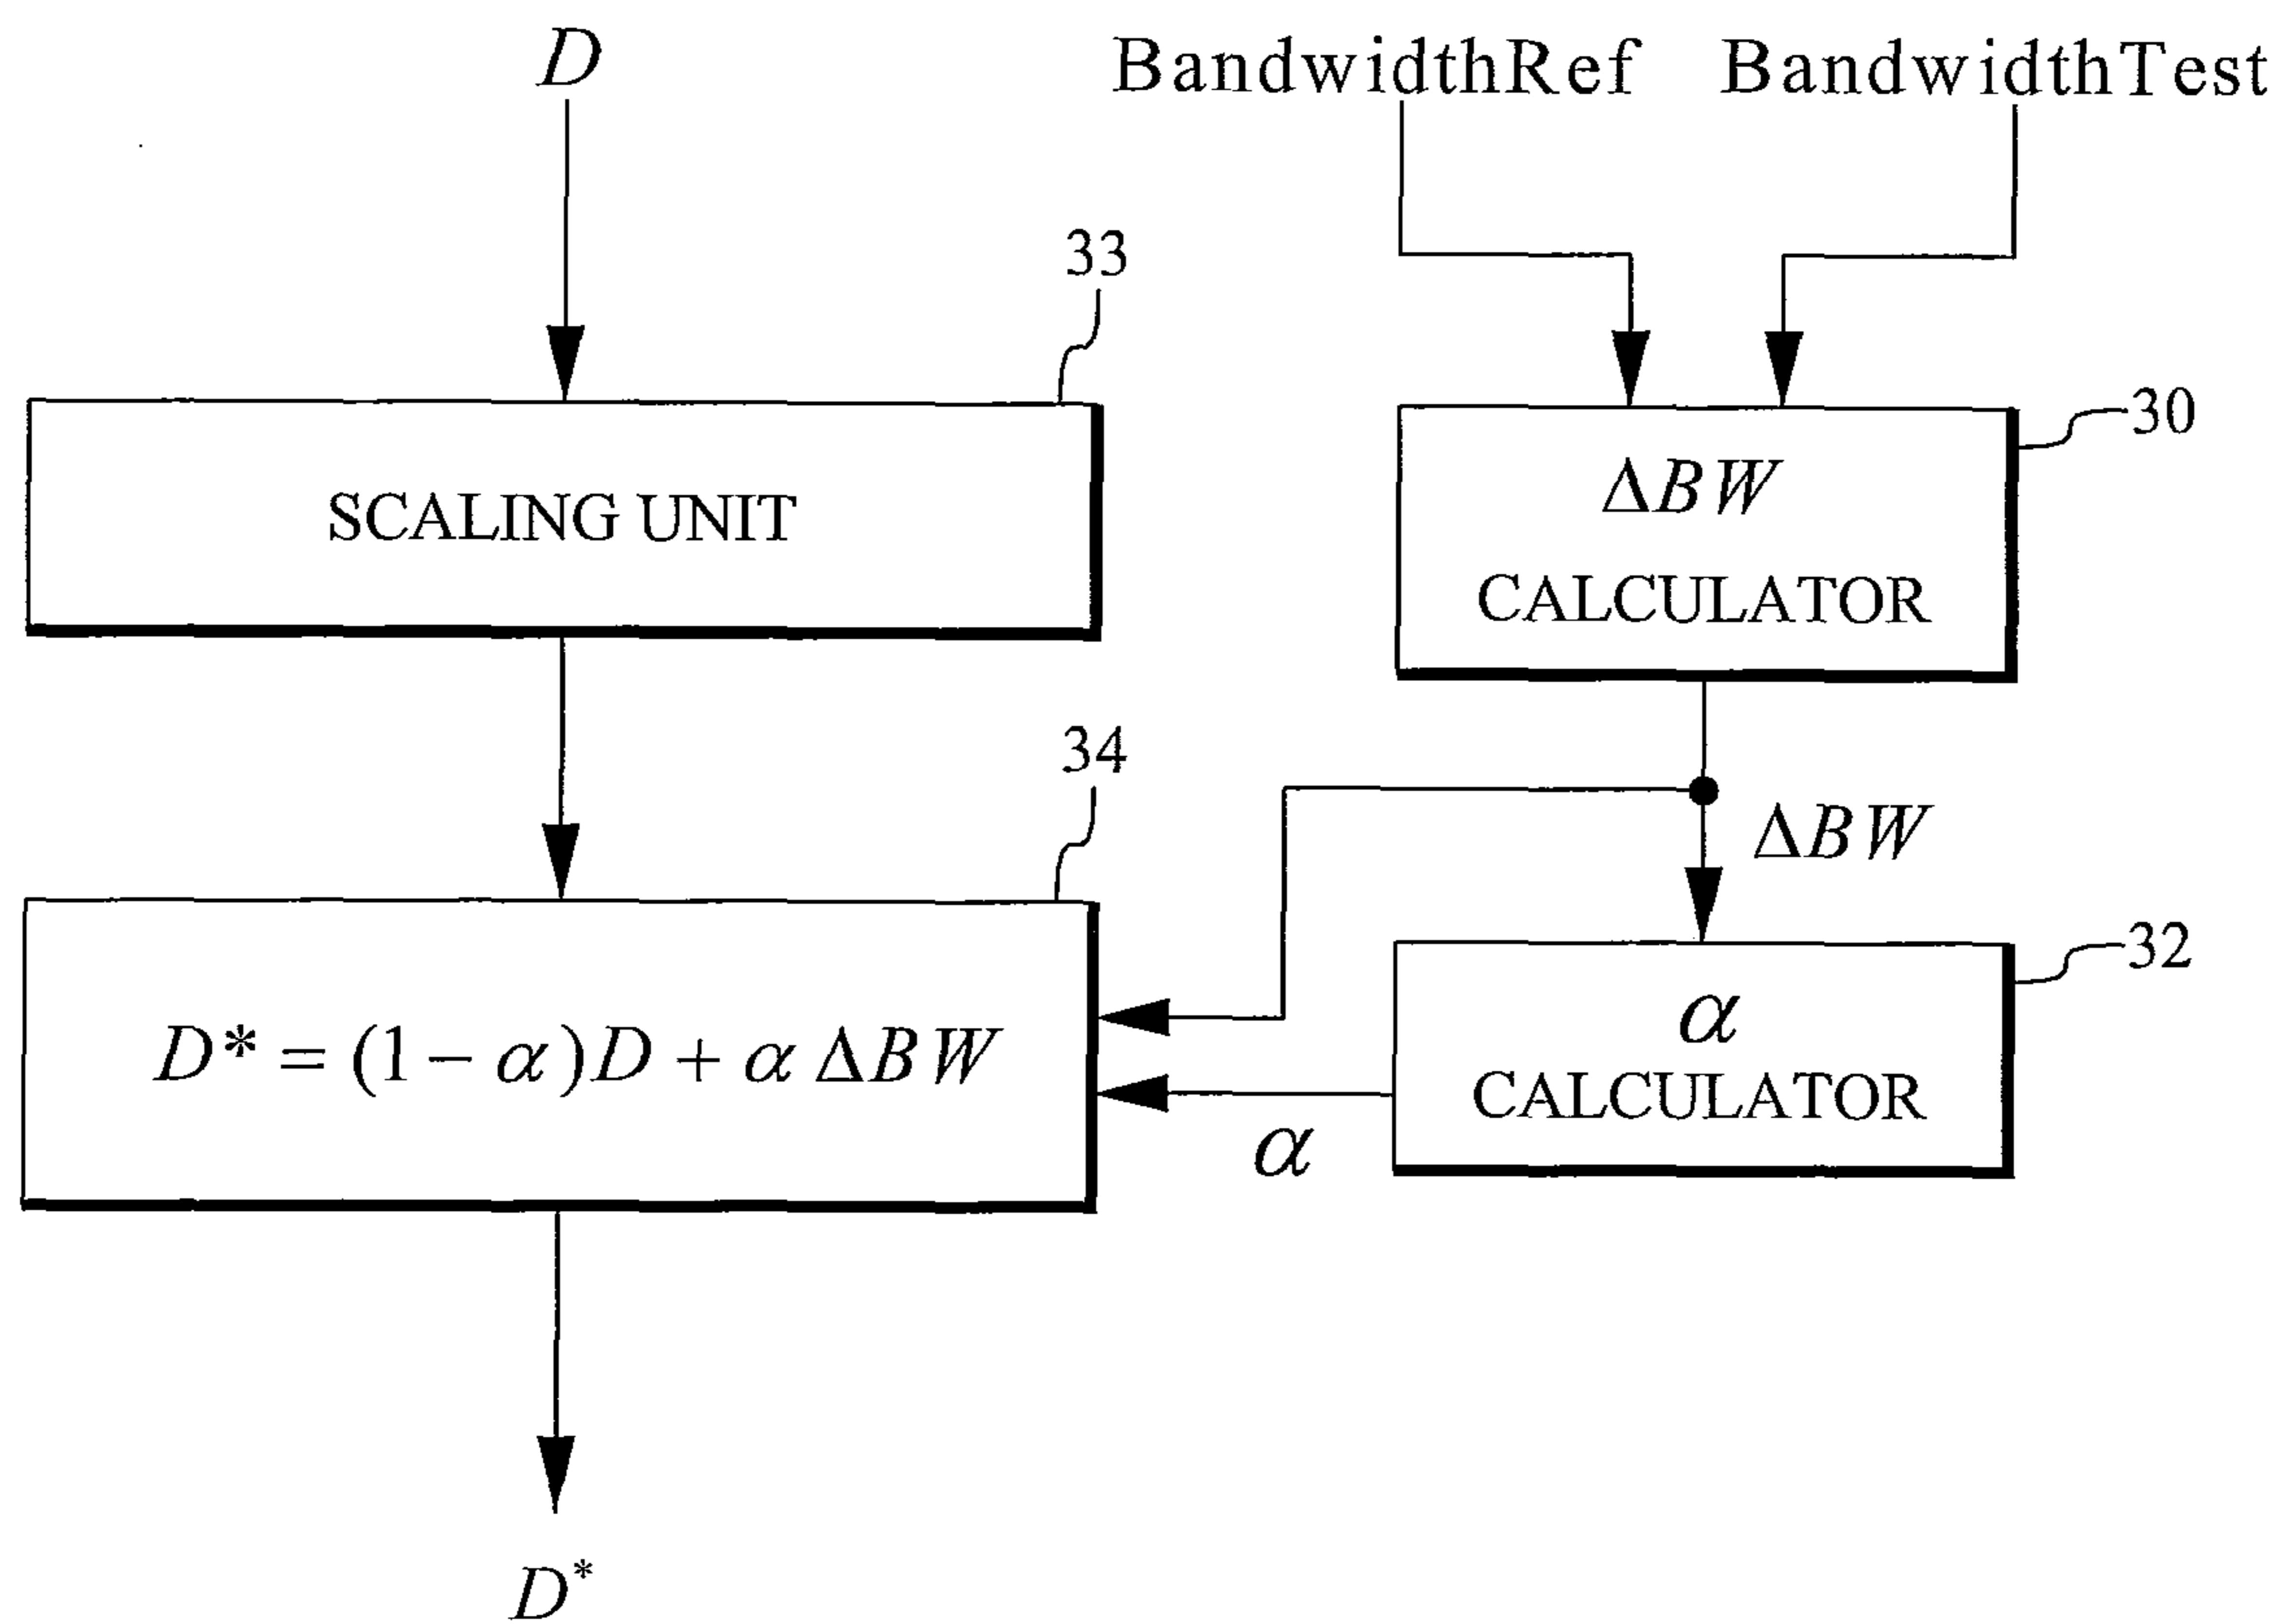 D
BandwidthRef BandwidthTest
33
SCALING UNIT
30
ΔBW
CALCULATOR
34
ΔBW
D* = (1 − α)D + α ΔBW
32
α
CALCULATOR
α
D*